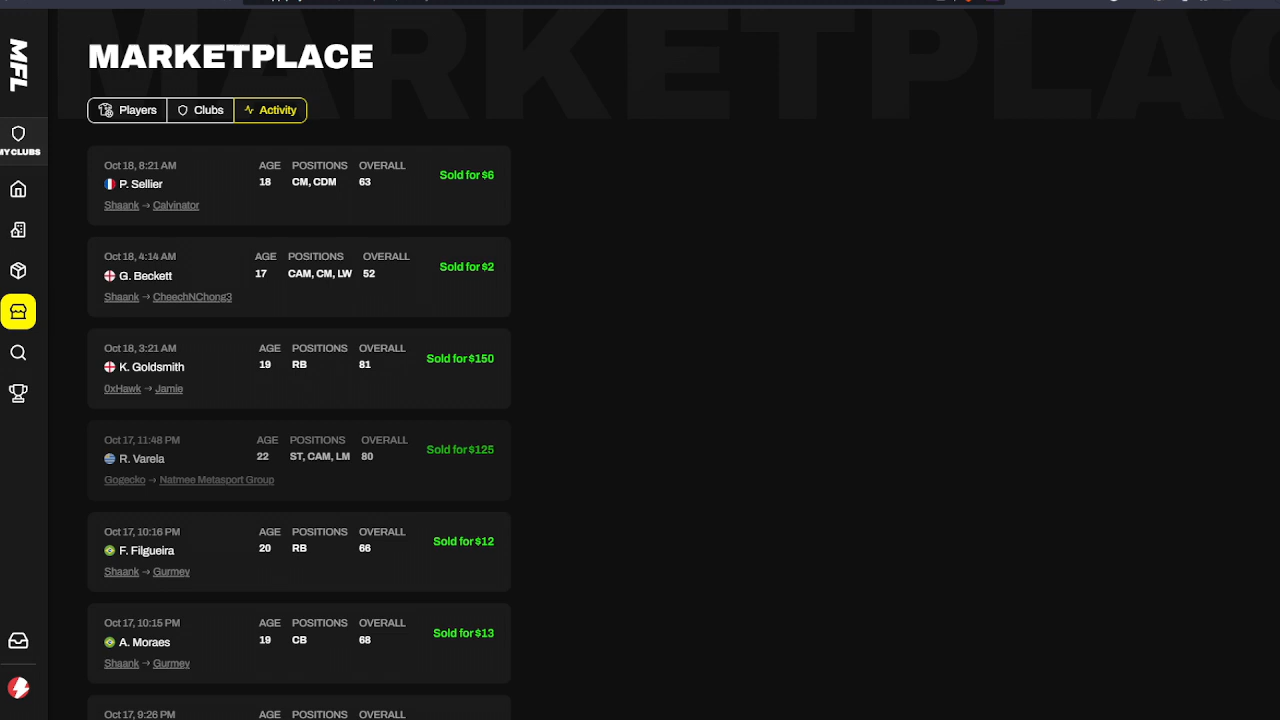 MARKETPLACE
MARKETPLAC
MFL
MY CLUBS
Players Clubs Activity
Oct 18, 8:21 AM AGE POSITIONS OVERALL
P. Sellier 18 CM, CDM 63 Sold for $6
Shaank → Calvinator
Oct 18, 4:14 AM AGE POSITIONS OVERALL
G. Beckett 17 CAM, CM, LW 52 Sold for $2
Shaank → CheechNChong3
Oct 18, 3:21 AM AGE POSITIONS OVERALL
K. Goldsmith 19 RB 81 Sold for $150
0xHawk → Jamie
Oct 17, 11:48 PM AGE POSITIONS OVERALL
R. Varela 22 ST, CAM, LM 80 Sold for $125
Gogecko → Natmee Metasport Group
Oct 17, 10:16 PM AGE POSITIONS OVERALL
F. Filgueira 20 RB 66 Sold for $12
Shaank → Gurmev
Oct 17, 10:15 PM AGE POSITIONS OVERALL
A. Moraes 19 CB 68 Sold for $13
Shaank → Gurmev
Oct 17, 9:26 PM AGE POSITIONS OVERALL